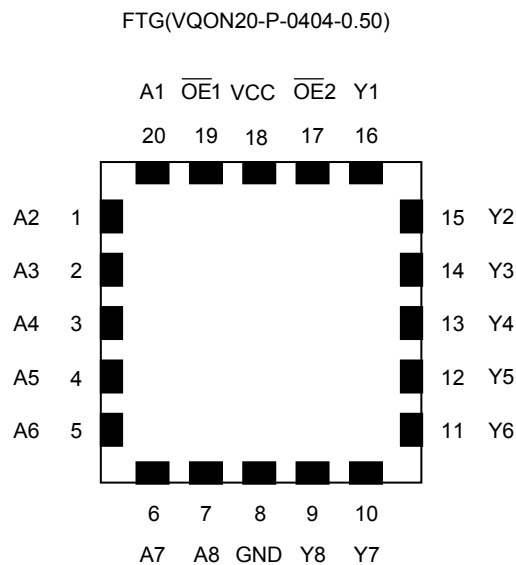 FTG(VQON20-P-0404-0.50)
A1 O̅E̅1 VCC O̅E̅2 Y1
20 19 18 17 16
A2 1 15 Y2
A3 2 14 Y3
A4 3 13 Y4
A5 4 12 Y5
A6 5 11 Y6
6 7 8 9 10
A7 A8 GND Y8 Y7